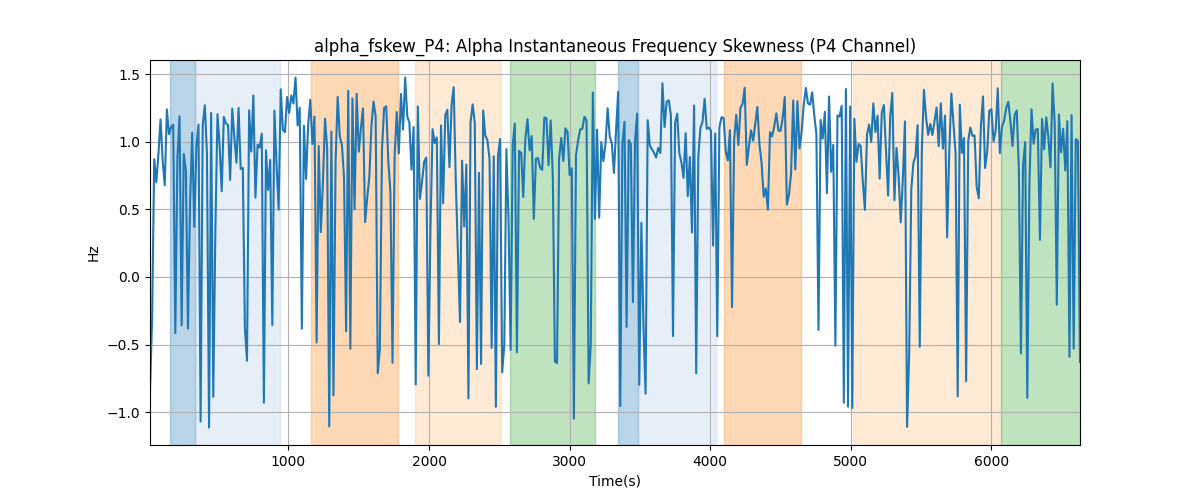 alpha_fskew_P4: Alpha Instantaneous Frequency Skewness (P4 Channel)
1.5
1.0
0.5
0.0
−0.5
−1.0
Hz
1000 2000 3000 4000 5000 6000
Time(s)